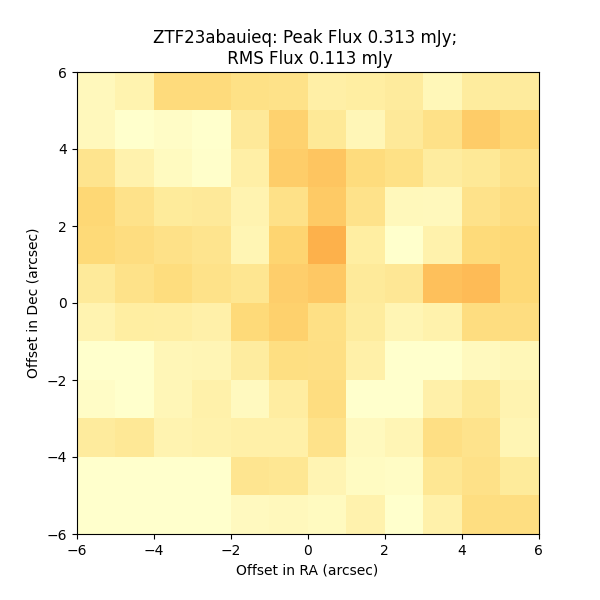 ZTF23abauieq: Peak Flux 0.313 mJy;
RMS Flux 0.113 mJy
6
4
2
0
−2
−4
−6
Offset in Dec (arcsec)
−6 −4 −2 0 2 4 6
Offset in RA (arcsec)